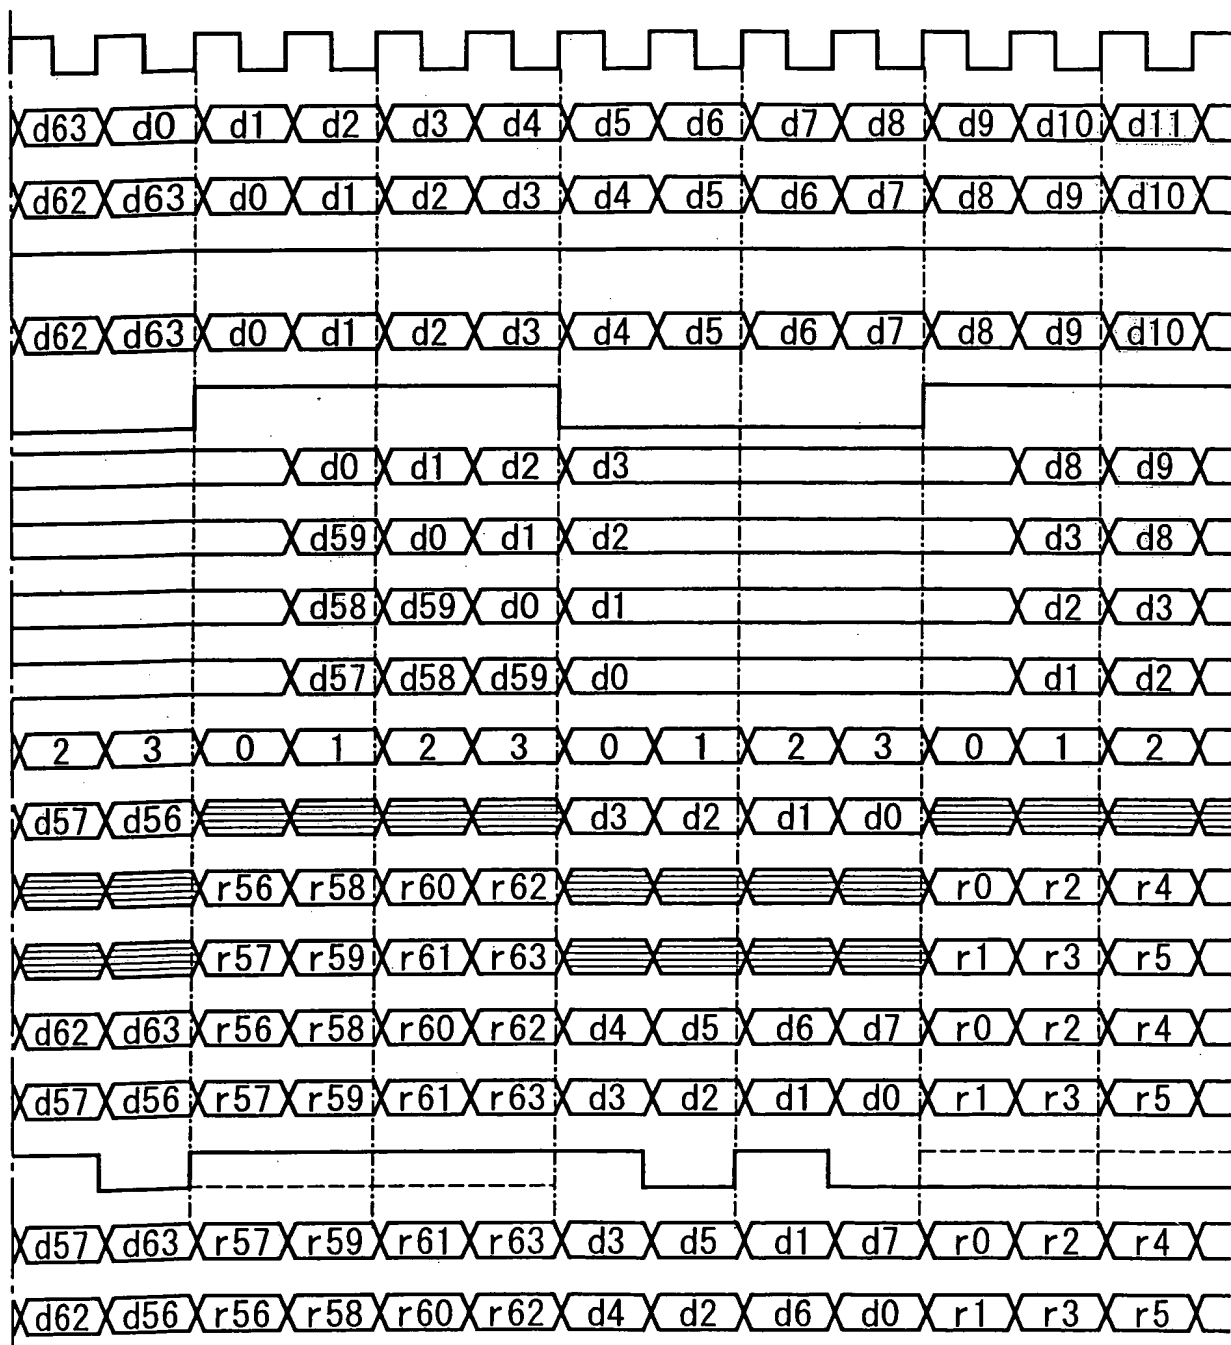 d63 d0 d1 d2 d3 d4 d5 d6 d7 d8 d9 d10 d11
d62 d63 d0 d1 d2 d3 d4 d5 d6 d7 d8 d9 d10
d62 d63 d0 d1 d2 d3 d4 d5 d6 d7 d8 d9 d10
d0 d1 d2 d3 d8 d9
d59 d0 d1 d2 d3 d8
d58 d59 d0 d1 d2 d3
d57 d58 d59 d0 d1 d2
2 3 0 1 2 3 0 1 2 3 0 1 2
d57 d56 d3 d2 d1 d0
r56 r58 r60 r62 r0 r2 r4
r57 r59 r61 r63 r1 r3 r5
d62 d63 r56 r58 r60 r62 d4 d5 d6 d7 r0 r2 r4
d57 d56 r57 r59 r61 r63 d3 d2 d1 d0 r1 r3 r5
d57 d63 r57 r59 r61 r63 d3 d5 d1 d7 r0 r2 r4
d62 d56 r56 r58 r60 r62 d4 d2 d6 d0 r1 r3 r5